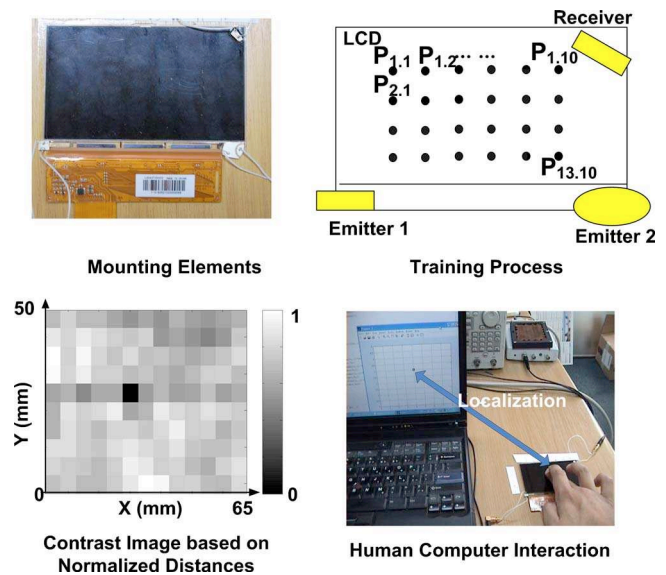 Mounting Elements
LCD
Receiver
P1.1 P1.2 ... ... P1.10
P2.1
P13.10
Emitter 1
Emitter 2
Training Process
50
Y (mm)
0
X (mm)
65
1
0
Contrast Image based on
Normalized Distances
Localization
Human Computer Interaction